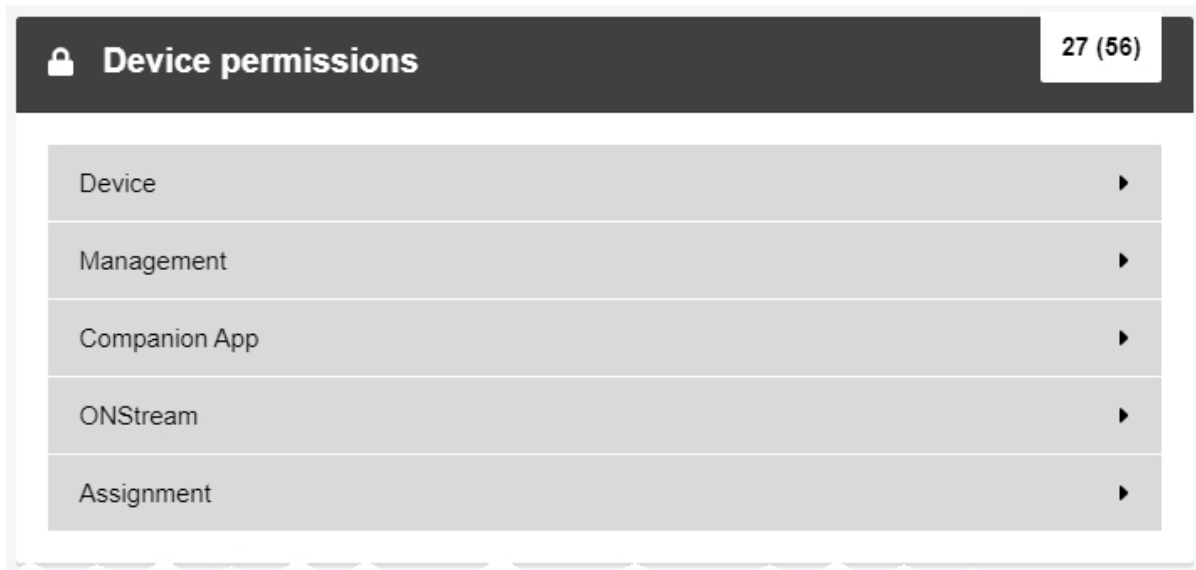 Device permissions
27 (56)
Device
Management
Companion App
ONStream
Assignment